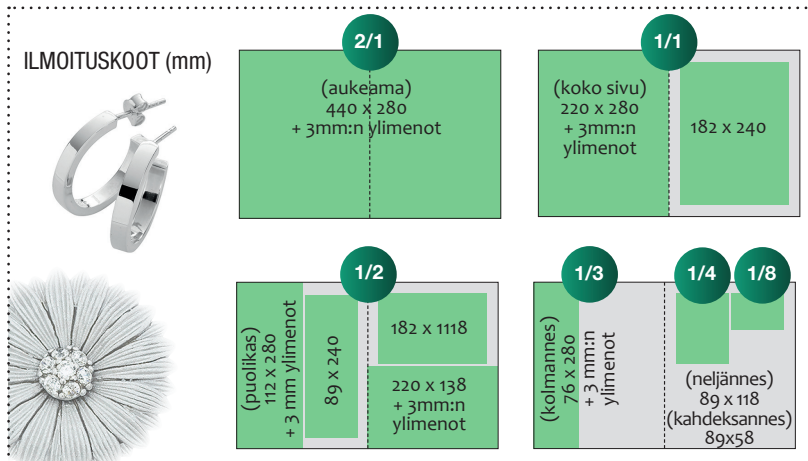 ILMOITUSKOOT (mm)
2/1
(aukeama)
440 x 280
+ 3mm:n ylimenot
1/1
(koko sivu)
220 x 280
+ 3mm:n
ylimenot
182 x 240
1/2
(puolikas)
112 x 280
+ 3 mm ylimenot
89 x 240
182 x 1118
220 x 138
+ 3mm:n
ylimenot
1/3
(kolmannes)
76 x 280
+ 3 mm:n
ylimenot
1/4
1/8
(neljännes)
89 x 118
(kahdeksannes)
89x58